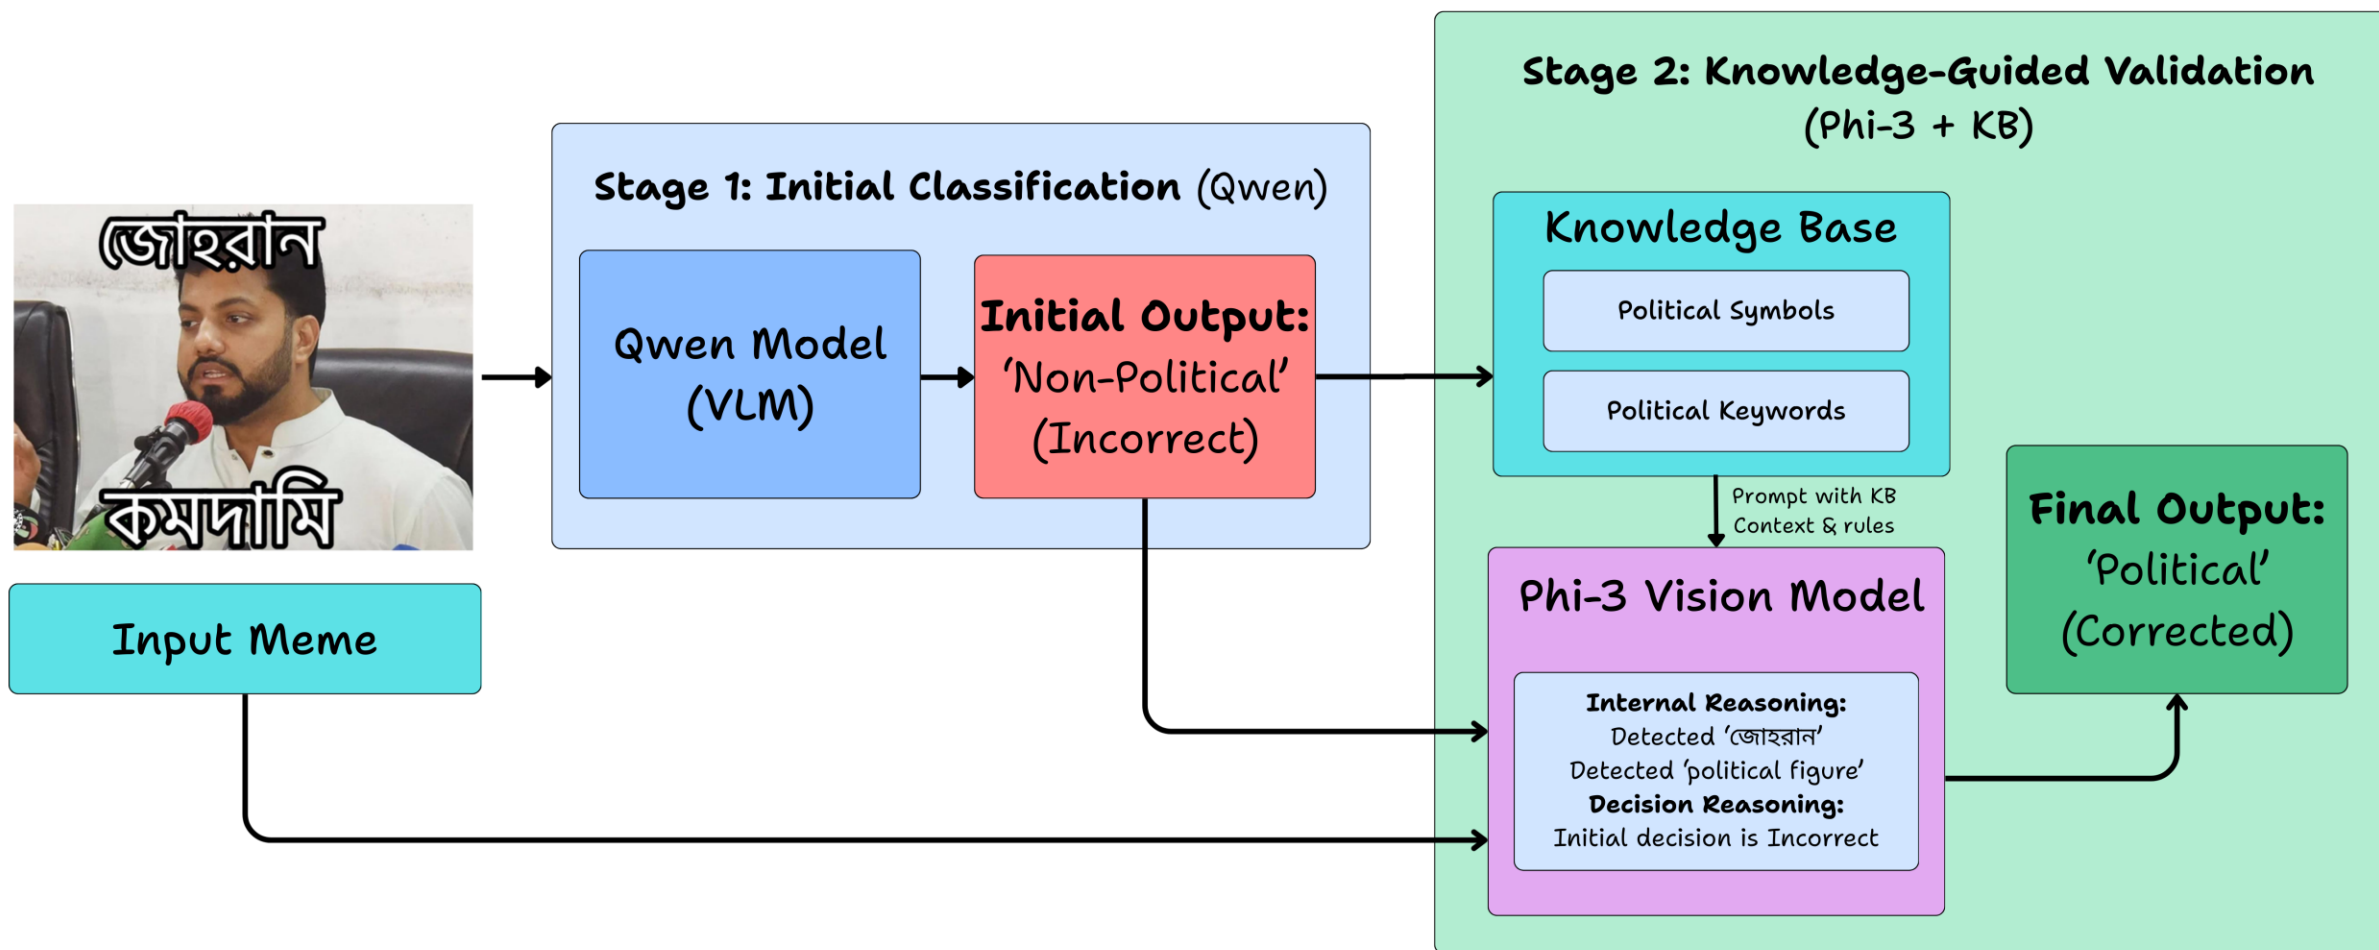 জোহরান
কমদামি
Input Meme
Stage 1: Initial Classification (Qwen)
Qwen Model
(VLM)
Initial Output:
‘Non-Political’
(Incorrect)
Stage 2: Knowledge-Guided Validation
(Phi-3 + KB)
Knowledge Base
Political Symbols
Political Keywords
Prompt with KB
Context & rules
Phi-3 Vision Model
Internal Reasoning:
Detected ‘জোহরান’
Detected ‘political figure’
Decision Reasoning:
Initial decision is Incorrect
Final Output:
‘Political’
(Corrected)